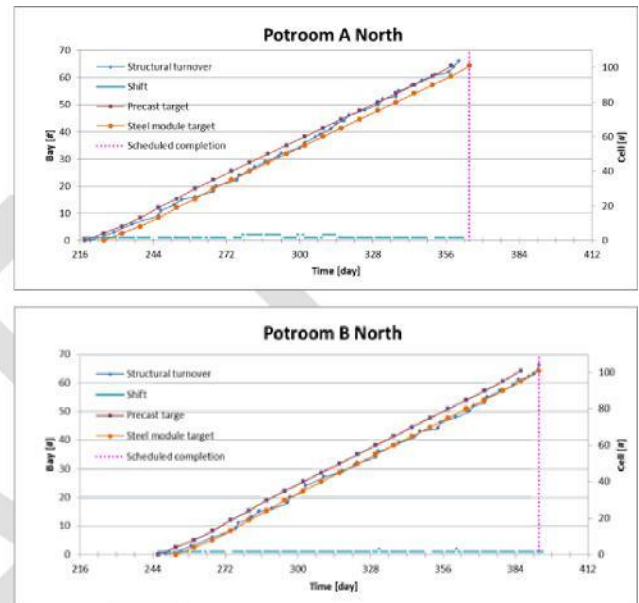 Potroom A North
70
60
50
40
30
20
10
0
Bay [#]
Structural turnover
Shift
Precast target
Steel module target
Scheduled completion
100
80
60
40
20
0
Cell [#]
216 244 272 300 328 356 384 412
Time [day]
Potroom B North
70
60
50
40
30
20
10
0
Bay [#]
Structural turnover
Shift
Precast targe
Steel module target
Scheduled completion
100
80
60
40
20
0
Cell [#]
216 244 272 300 328 356 384 412
Time [day]